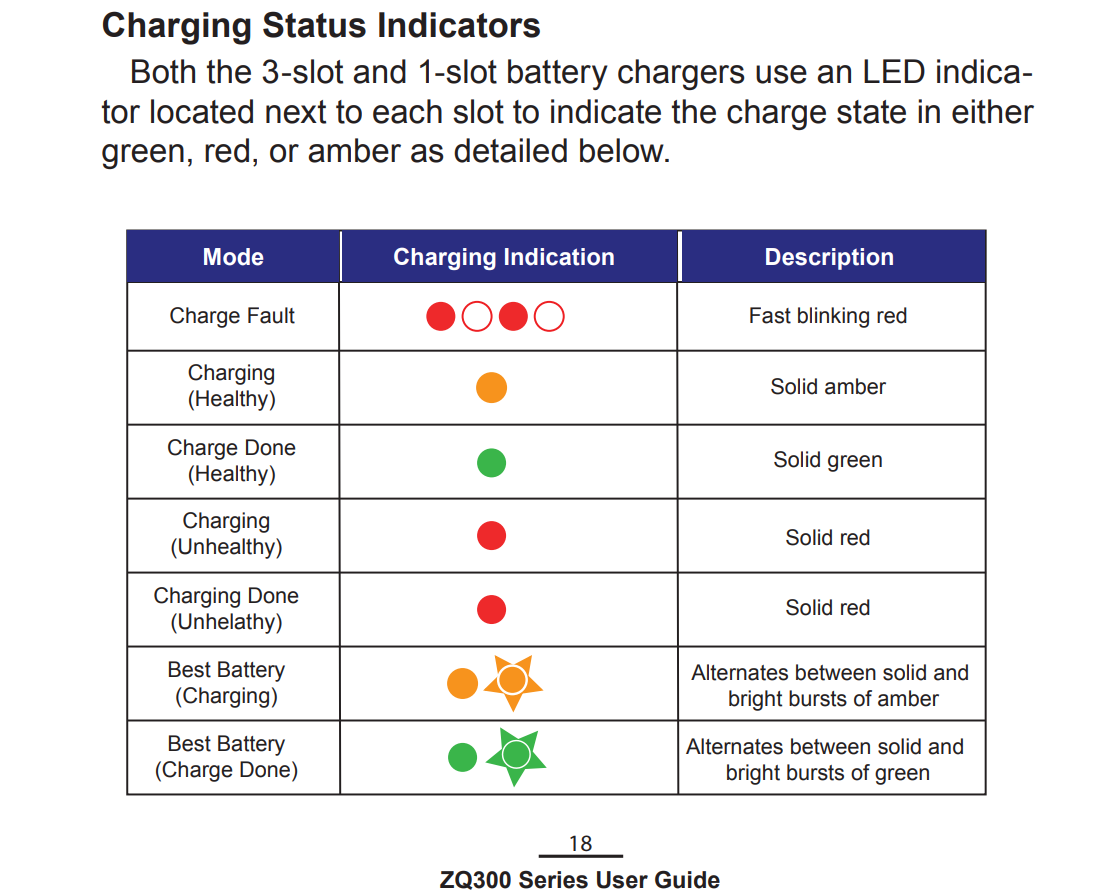 Charging Status Indicators
Both the 3-slot and 1-slot battery chargers use an LED indica-
tor located next to each slot to indicate the charge state in either
green, red, or amber as detailed below.
Mode Charging Indication Description
Charge Fault Fast blinking red
Charging
(Healthy)
Solid amber
Charge Done
(Healthy)
Solid green
Charging
(Unhealthy)
Solid red
Charging Done
(Unhelathy)
Solid red
Best Battery
(Charging)
Alternates between solid and
bright bursts of amber
Best Battery
(Charge Done)
Alternates between solid and
bright bursts of green
18
ZQ300 Series User Guide